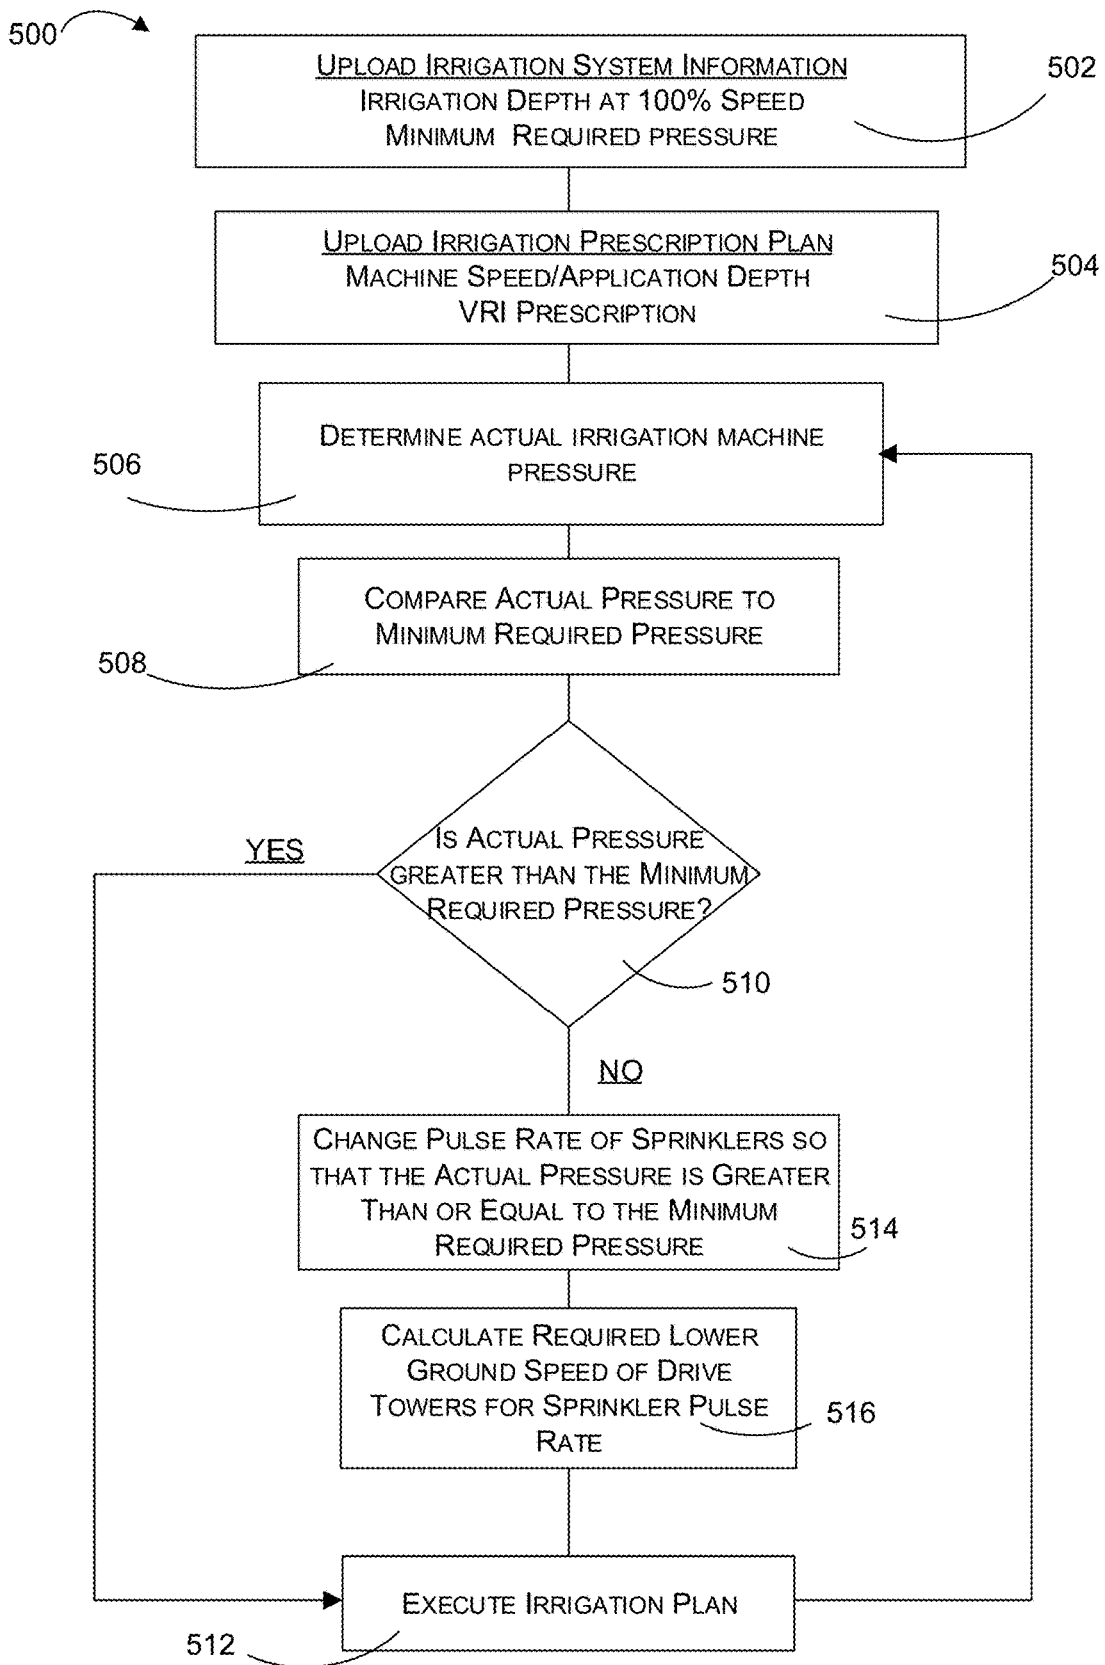 500
UPLOAD IRRIGATION SYSTEM INFORMATION
IRRIGATION DEPTH AT 100% SPEED
MINIMUM REQUIRED PRESSURE
502
UPLOAD IRRIGATION PRESCRIPTION PLAN
MACHINE SPEED/APPLICATION DEPTH
VRI PRESCRIPTION
504
DETERMINE ACTUAL IRRIGATION MACHINE
PRESSURE
506
COMPARE ACTUAL PRESSURE TO
MINIMUM REQUIRED PRESSURE
508
IS ACTUAL PRESSURE
GREATER THAN THE MINIMUM
REQUIRED PRESSURE?
YES
510
NO
CHANGE PULSE RATE OF SPRINKLERS SO
THAT THE ACTUAL PRESSURE IS GREATER
THAN OR EQUAL TO THE MINIMUM
REQUIRED PRESSURE
514
CALCULATE REQUIRED LOWER
GROUND SPEED OF DRIVE
TOWERS FOR SPRINKLER PULSE
RATE
516
EXECUTE IRRIGATION PLAN
512